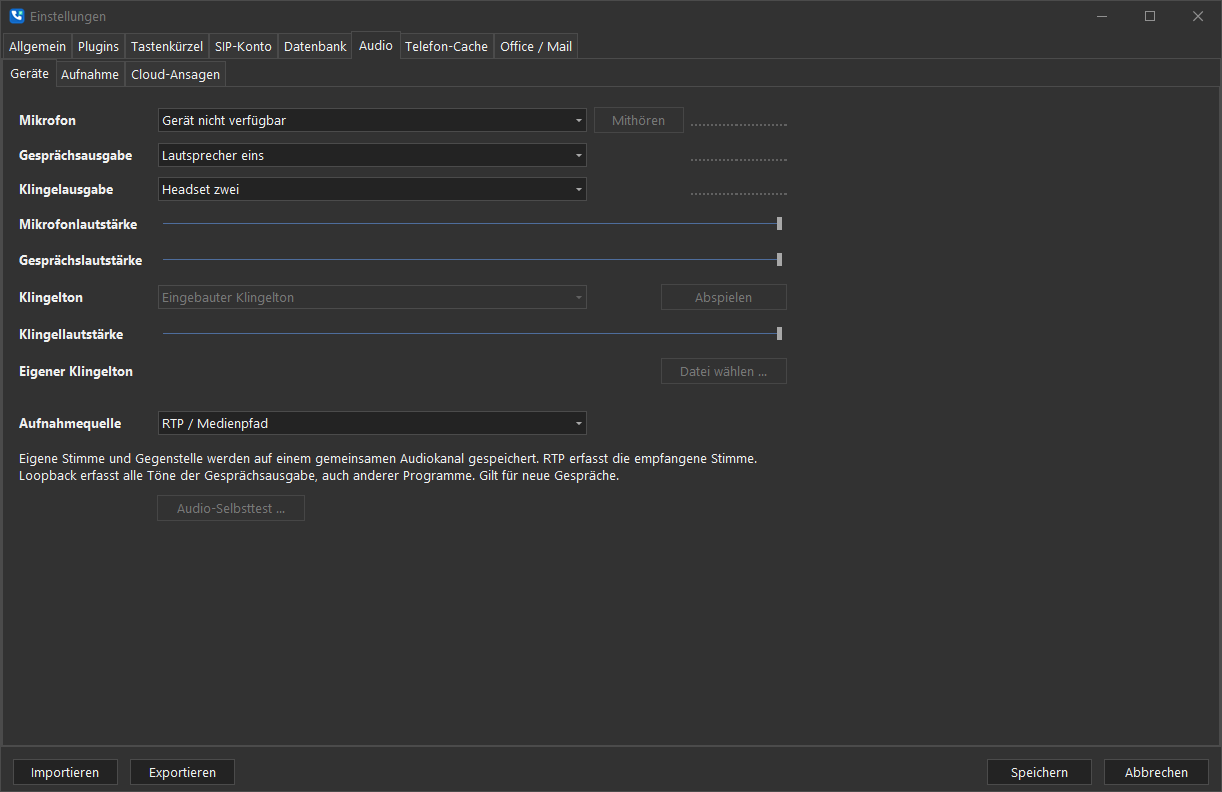 Einstellungen
Allgemein Plugins Tastenkürzel SIP-Konto Datenbank Audio Telefon-Cache Office / Mail
Geräte Aufnahme Cloud-Ansagen
Mikrofon Gerät nicht verfügbar Mithören
Gesprächsausgabe Lautsprecher eins
Klingelausgabe Headset zwei
Mikrofonlautstärke
Gesprächslautstärke
Klingelton Eingebauter Klingelton Abspielen
Klingellautstärke
Eigener Klingelton Datei wählen ...
Aufnahmequelle RTP / Medienpfad
Eigene Stimme und Gegenstelle werden auf einem gemeinsamen Audiokanal gespeichert. RTP erfasst die empfangene Stimme.
Loopback erfasst alle Töne der Gesprächsausgabe, auch anderer Programme. Gilt für neue Gespräche.
Audio-Selbsttest ...
Importieren Exportieren Speichern Abbrechen